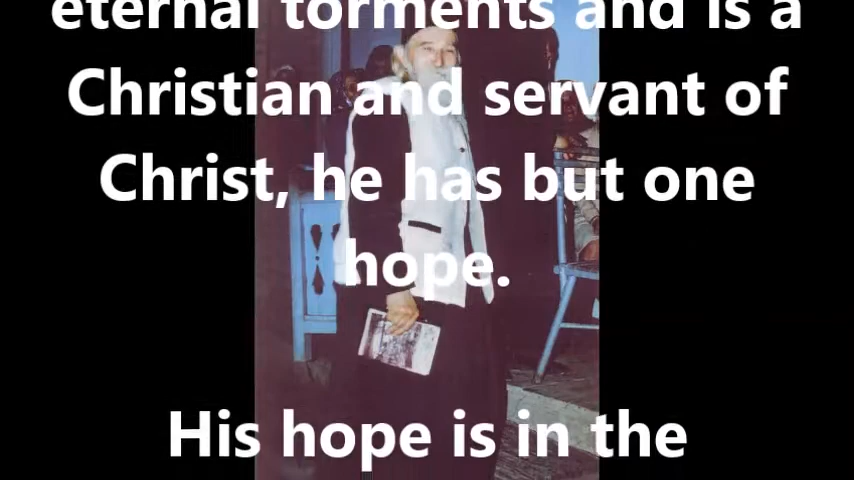 eternal torments and is a
Christian and servant of
Christ, he has but one
hope.
His hope is in the